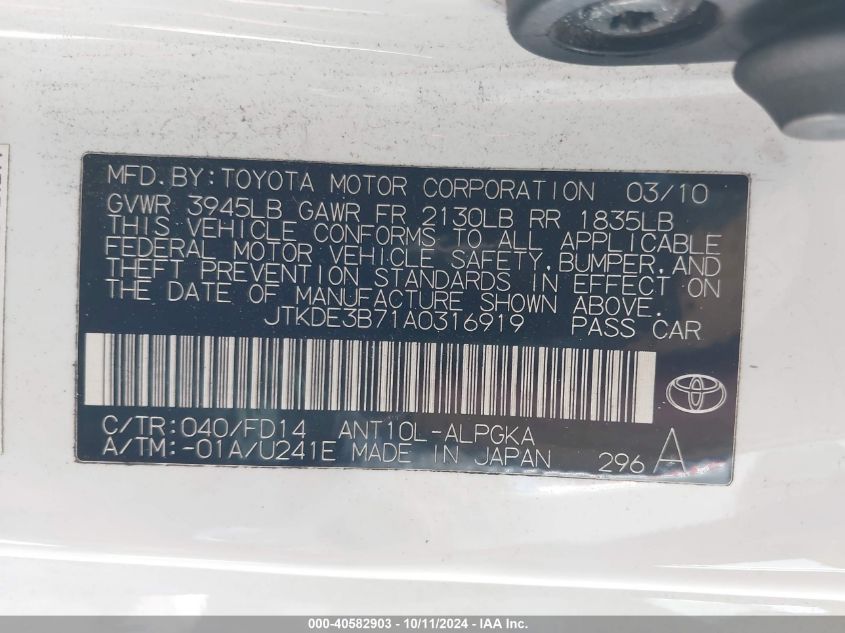 MFD.BY:TOYOTA MOTOR CORPORATION 03/10
GVWR 3945LB GAWR FR 2130LB RR 1835LB
THIS VEHICLE CONFORMS TO ALL APPLICABLE
FEDERAL MOTOR VEHICLE SAFETY,BUMPER,AND
THEFT PREVENTION STANDARDS IN EFFECT ON
THE DATE OF MANUFACTURE SHOWN ABOVE.
JTKDE3B71A0316919 PASS CAR
C/TR:040/FD14 ANT10L-ALPGKA
A/TM:-01A/U241E MADE IN JAPAN 296 A
000-40582903 - 10/11/2024 - IAA